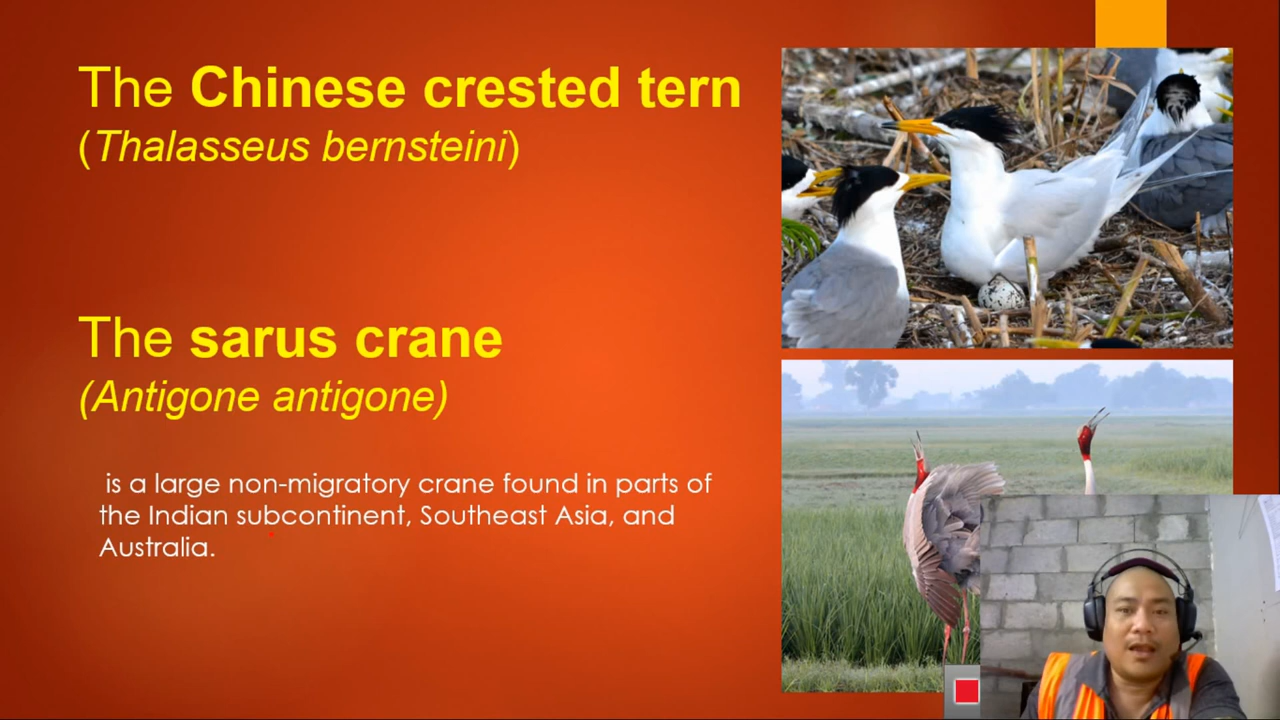 The Chinese crested tern
(Thalasseus bernsteini)
The sarus crane
(Antigone antigone)
is a large non-migratory crane found in parts of
the Indian subcontinent, Southeast Asia, and
Australia.